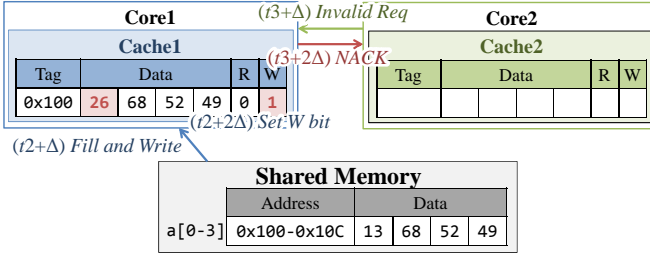 (t3+Δ) Invalid Req
Core1
Core2
Cache1
Cache2
(t3+2Δ) NACK
Tag Data R W
0x100 26 68 52 49 0 1
Tag Data R W
(t2+2Δ) Set W bit
(t2+Δ) Fill and Write
Shared Memory
Address Data
a[0-3] 0x100-0x10C 13 68 52 49